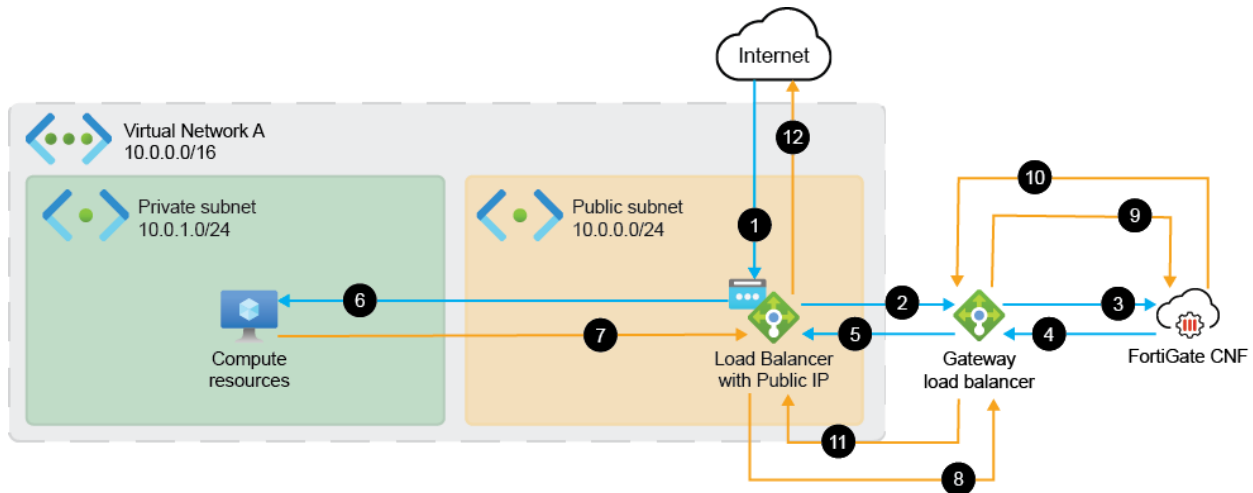 Internet
Virtual Network A
10.0.0.0/16
12
10
Private subnet
10.0.1.0/24
Public subnet
10.0.0.0/24
9
1
6
2
3
7
5
4
Compute
resources
Load Balancer
with Public IP
Gateway
load balancer
FortiGate CNF
11
8